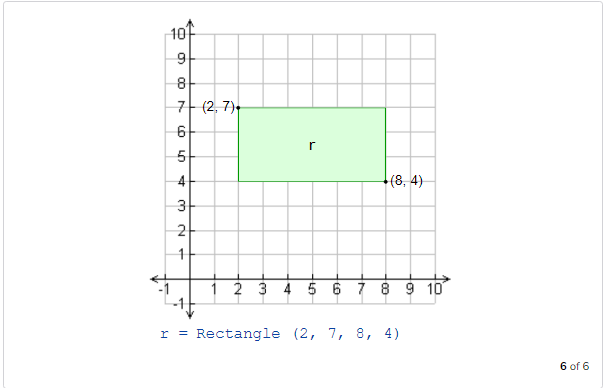 10
9
8
7 (2, 7)
6
r
5
4 (8, 4)
3
2
1
-1 1 2 3 4 5 6 7 8 9 10
-1
r = Rectangle (2, 7, 8, 4)
6 of 6